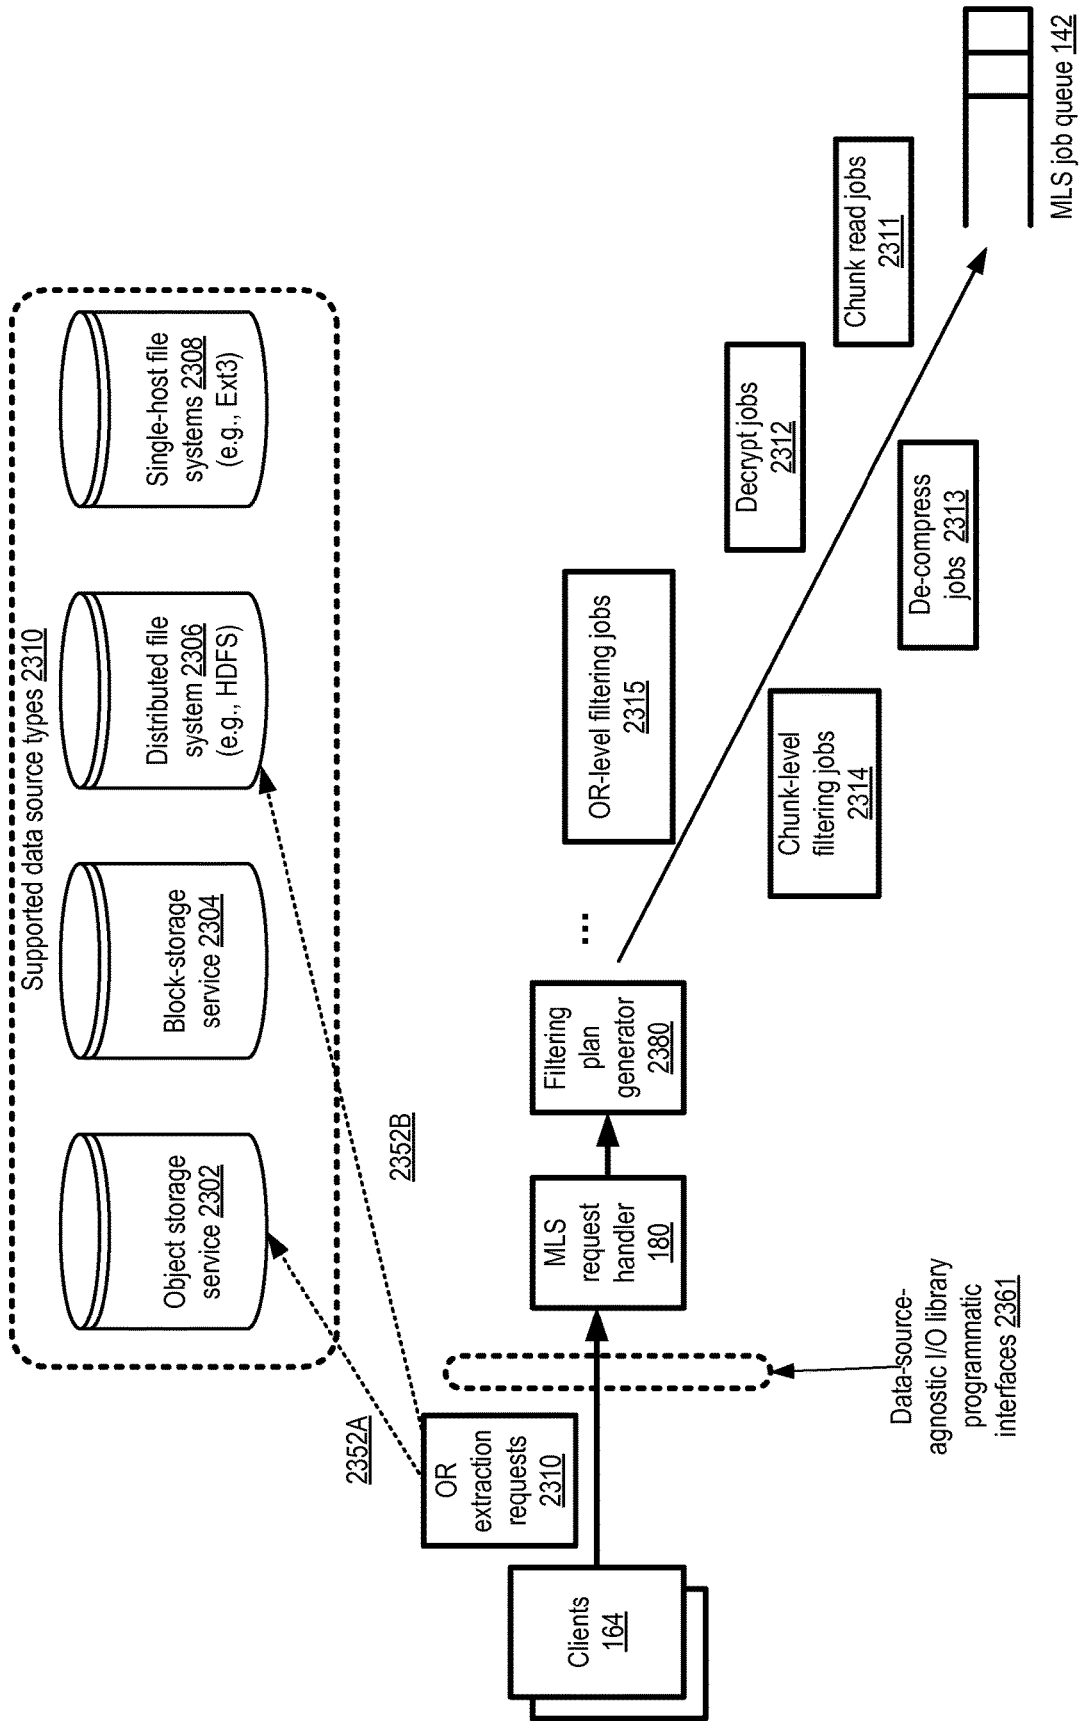 Supported data source types 2310
Object storage
service 2302
Block-storage
service 2304
Distributed file
system 2306
(e.g., HDFS)
Single-host file
systems 2308
(e.g., Ext3)
2352A
2352B
OR
extraction
requests
2310
Clients
164
Data-source-
agnostic I/O library
programmatic
interfaces 2361
MLS
request
handler
180
Filtering
plan
generator
2380
...
OR-level filtering jobs
2315
Chunk-level
filtering jobs
2314
Decrypt jobs
2312
De-compress
jobs 2313
Chunk read jobs
2311
MLS job queue 142